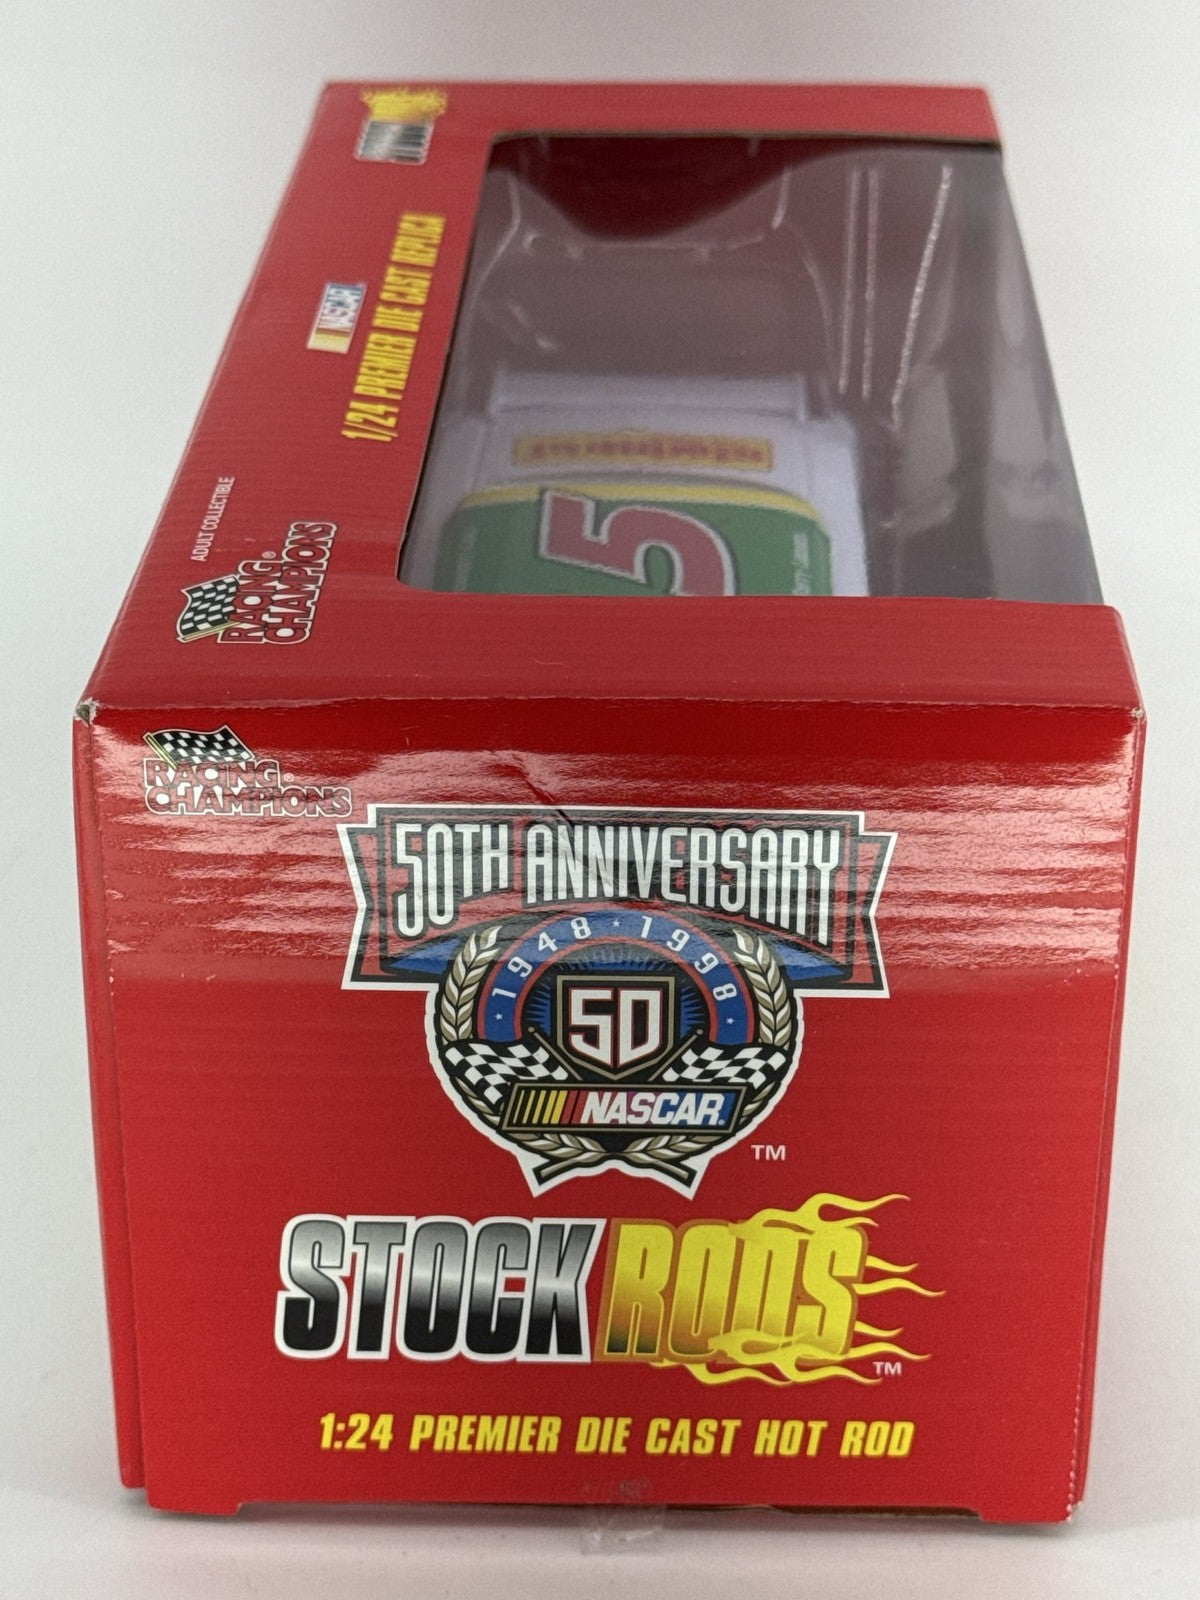 NASCAR
1/24 PREMIER DIE CAST REPLICA
ADULT COLLECTIBLE
RACING®
CHAMPIONS
5
RACING®
CHAMPIONS
50TH ANNIVERSARY
1948 * 1998
50
NASCAR
TM
STOCK RODS
TM
1:24 PREMIER DIE CAST HOT ROD